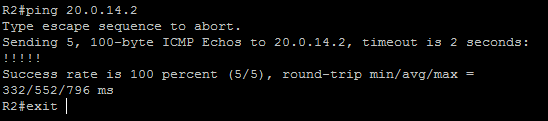 R2#ping 20.0.14.2
Type escape sequence to abort.
Sending 5, 100-byte ICMP Echos to 20.0.14.2, timeout is 2 seconds:
!!!!!
Success rate is 100 percent (5/5), round-trip min/avg/max =
332/552/796 ms
R2#exit